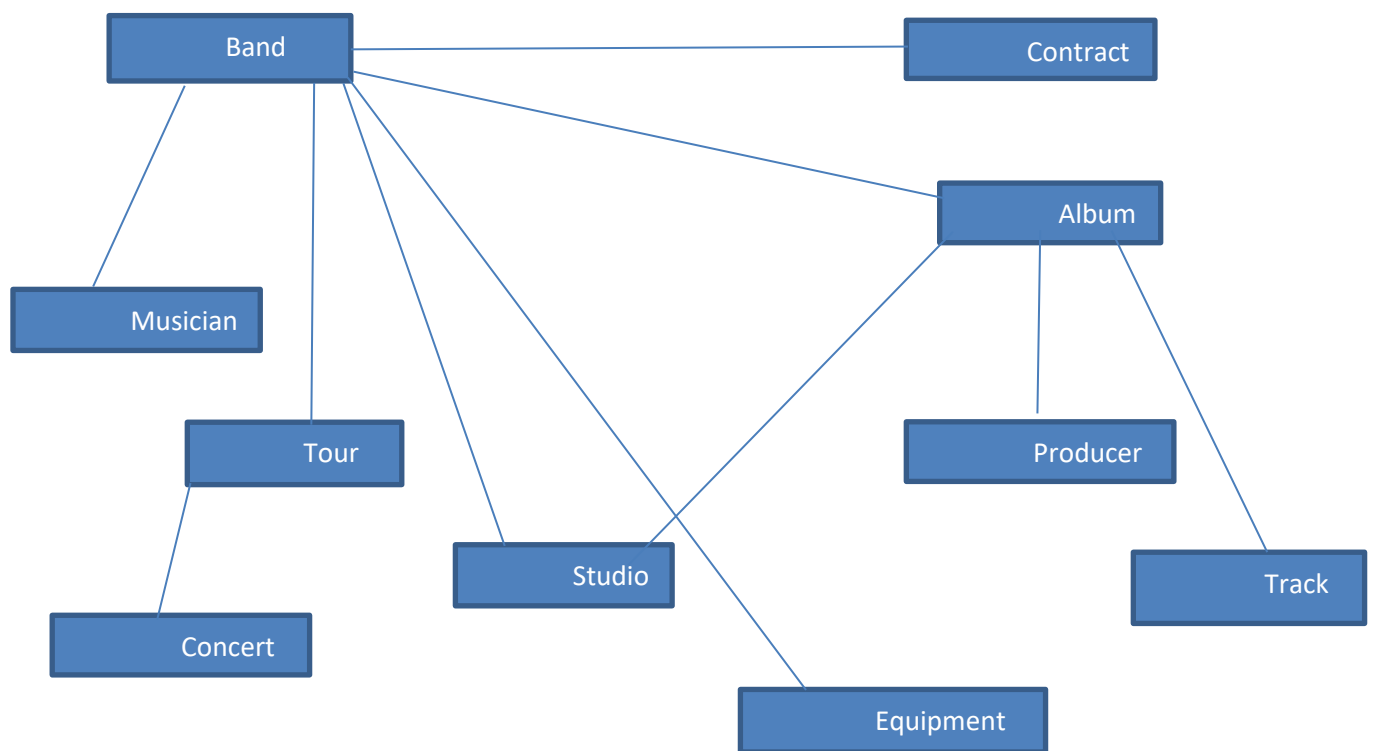 Band
Contract
Album
Musician
Tour
Producer
Studio
Track
Concert
Equipment